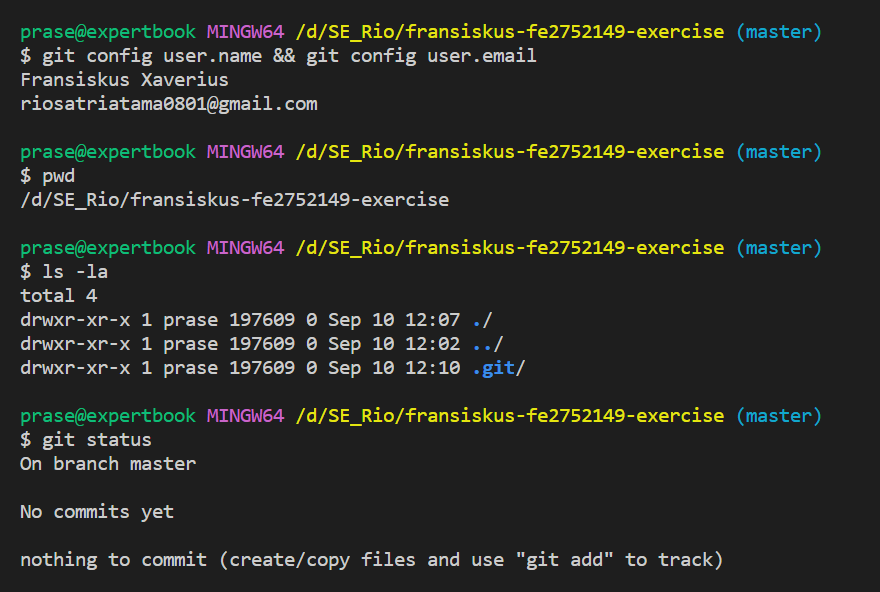 prase@expertbook MINGW64 /d/SE_Rio/fransiskus-fe2752149-exercise (master)
$ git config user.name && git config user.email
Fransiskus Xaverius
riosatriatama0801@gmail.com
prase@expertbook MINGW64 /d/SE_Rio/fransiskus-fe2752149-exercise (master)
$ pwd
/d/SE_Rio/fransiskus-fe2752149-exercise
prase@expertbook MINGW64 /d/SE_Rio/fransiskus-fe2752149-exercise (master)
$ ls -la
total 4
drwxr-xr-x 1 prase 197609 0 Sep 10 12:07 ./
drwxr-xr-x 1 prase 197609 0 Sep 10 12:02 ../
drwxr-xr-x 1 prase 197609 0 Sep 10 12:10 .git/
prase@expertbook MINGW64 /d/SE_Rio/fransiskus-fe2752149-exercise (master)
$ git status
On branch master
No commits yet
nothing to commit (create/copy files and use "git add" to track)